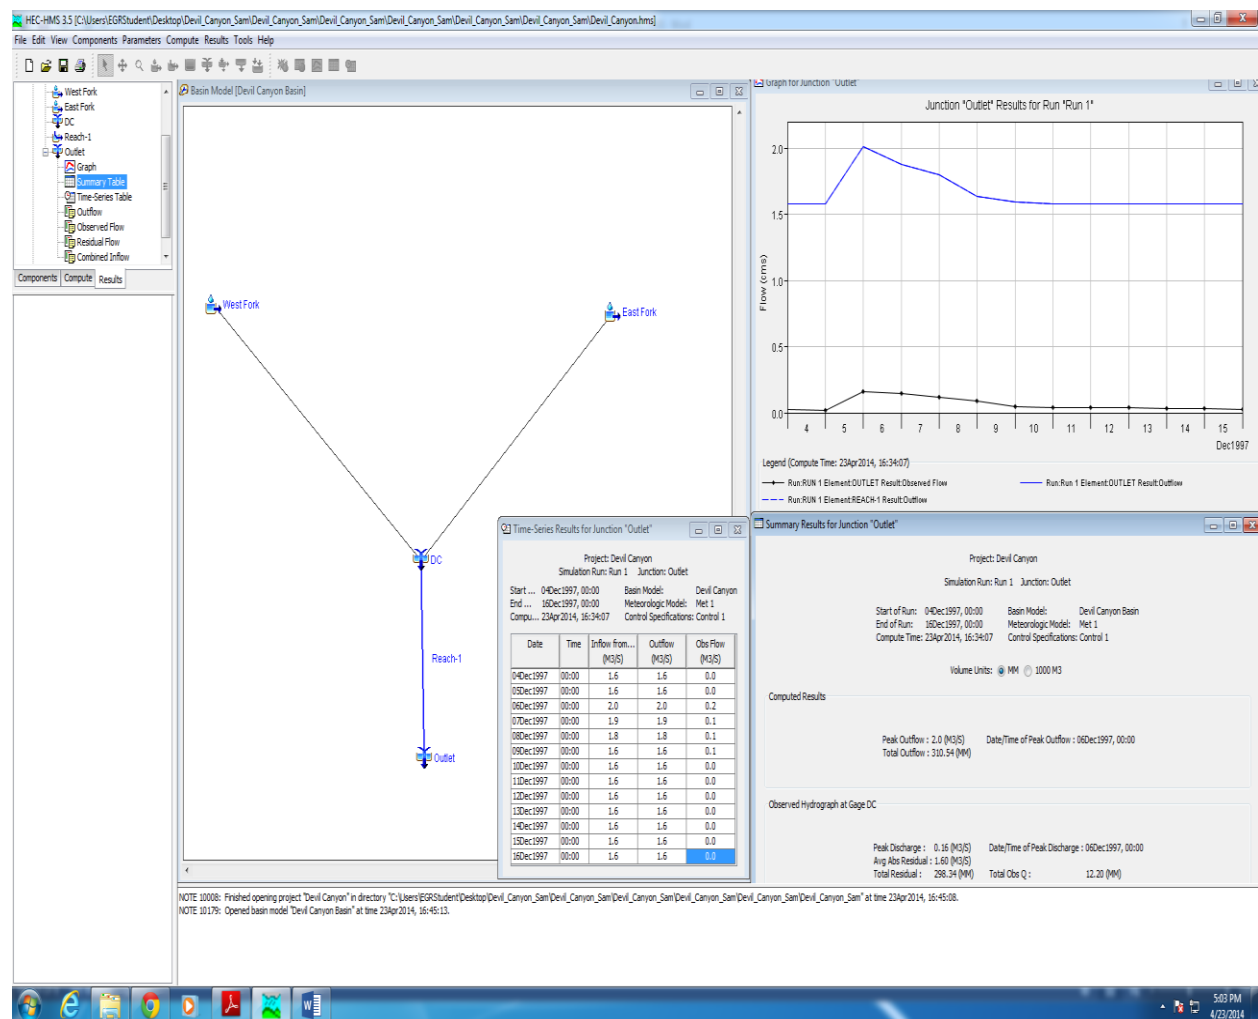 HEC-HMS 3.5 [C:\Users\EGRStudent\Desktop\Devil_Canyon_Sam\Devil_Canyon_Sam\Devil_Canyon_Sam\Devil_Canyon_Sam\Devil_Canyon_Sam\Devil_Canyon.hms]
File Edit View Components Parameters Compute Results Tools Help
West Fork
East Fork
DC
Reach-1
Outlet
Graph
Summary Table
Time-Series Table
Outflow
Observed Flow
Residual Flow
Combined Inflow
Components Compute Results
Basin Model [Devil Canyon Basin]
West Fork
East Fork
DC
Reach-1
Outlet
Graph for Junction "Outlet"
Junction "Outlet" Results for Run "Run 1"
2.0
1.5
1.0
0.5
0.0
Flow (cms)
4 5 6 7 8 9 10 11 12 13 14 15
Dec1997
Legend (Compute Time: 23Apr2014, 16:34:07)
Run:RUN 1 Element:OUTLET Result:Observed Flow
Run:RUN 1 Element:OUTLET Result:Outflow
Run:RUN 1 Element:REACH-1 Result:Outflow
Time-Series Results for Junction "Outlet"
Project: Devil Canyon
Simulation Run: Run 1 Junction: Outlet
Start ... 04Dec1997, 00:00 Basin Model: Devil Canyon
End ... 16Dec1997, 00:00 Meteorologic Model: Met 1
Compu... 23Apr2014, 16:34:07 Control Specifications: Control 1
Date Time Inflow from... Outflow Obs Flow
(M3/S) (M3/S) (M3/S)
04Dec1997 00:00 1.6 1.6 0.0
05Dec1997 00:00 1.6 1.6 0.0
06Dec1997 00:00 2.0 2.0 0.2
07Dec1997 00:00 1.9 1.9 0.1
08Dec1997 00:00 1.8 1.8 0.1
09Dec1997 00:00 1.6 1.6 0.1
10Dec1997 00:00 1.6 1.6 0.0
11Dec1997 00:00 1.6 1.6 0.0
12Dec1997 00:00 1.6 1.6 0.0
13Dec1997 00:00 1.6 1.6 0.0
14Dec1997 00:00 1.6 1.6 0.0
15Dec1997 00:00 1.6 1.6 0.0
16Dec1997 00:00 1.6 1.6 0.0
Summary Results for Junction "Outlet"
Project: Devil Canyon
Simulation Run: Run 1 Junction: Outlet
Start of Run: 04Dec1997, 00:00 Basin Model: Devil Canyon Basin
End of Run: 16Dec1997, 00:00 Meteorologic Model: Met 1
Compute Time: 23Apr2014, 16:34:07 Control Specifications: Control 1
Volume Units: MM 1000 M3
Computed Results
Peak Outflow : 2.0 (M3/S) Date/Time of Peak Outflow : 06Dec1997, 00:00
Total Outflow : 310.54 (MM)
Observed Hydrograph at Gage DC
Peak Discharge : 0.16 (M3/S) Date/Time of Peak Discharge : 06Dec1997, 00:00
Avg Abs Residual : 1.60 (M3/S)
Total Residual : 298.34 (MM) Total Obs Q : 12.20 (MM)
NOTE 10008: Finished opening project "Devil Canyon" in directory "C:\Users\EGRStudent\Desktop\Devil_Canyon_Sam\Devil_Canyon_Sam\Devil_Canyon_Sam\Devil_Canyon_Sam\Devil_Canyon_Sam" at time 23Apr2014, 16:45:08.
NOTE 10179: Opened basin model "Devil Canyon Basin" at time 23Apr2014, 16:45:13.
5:03 PM
4/23/2014